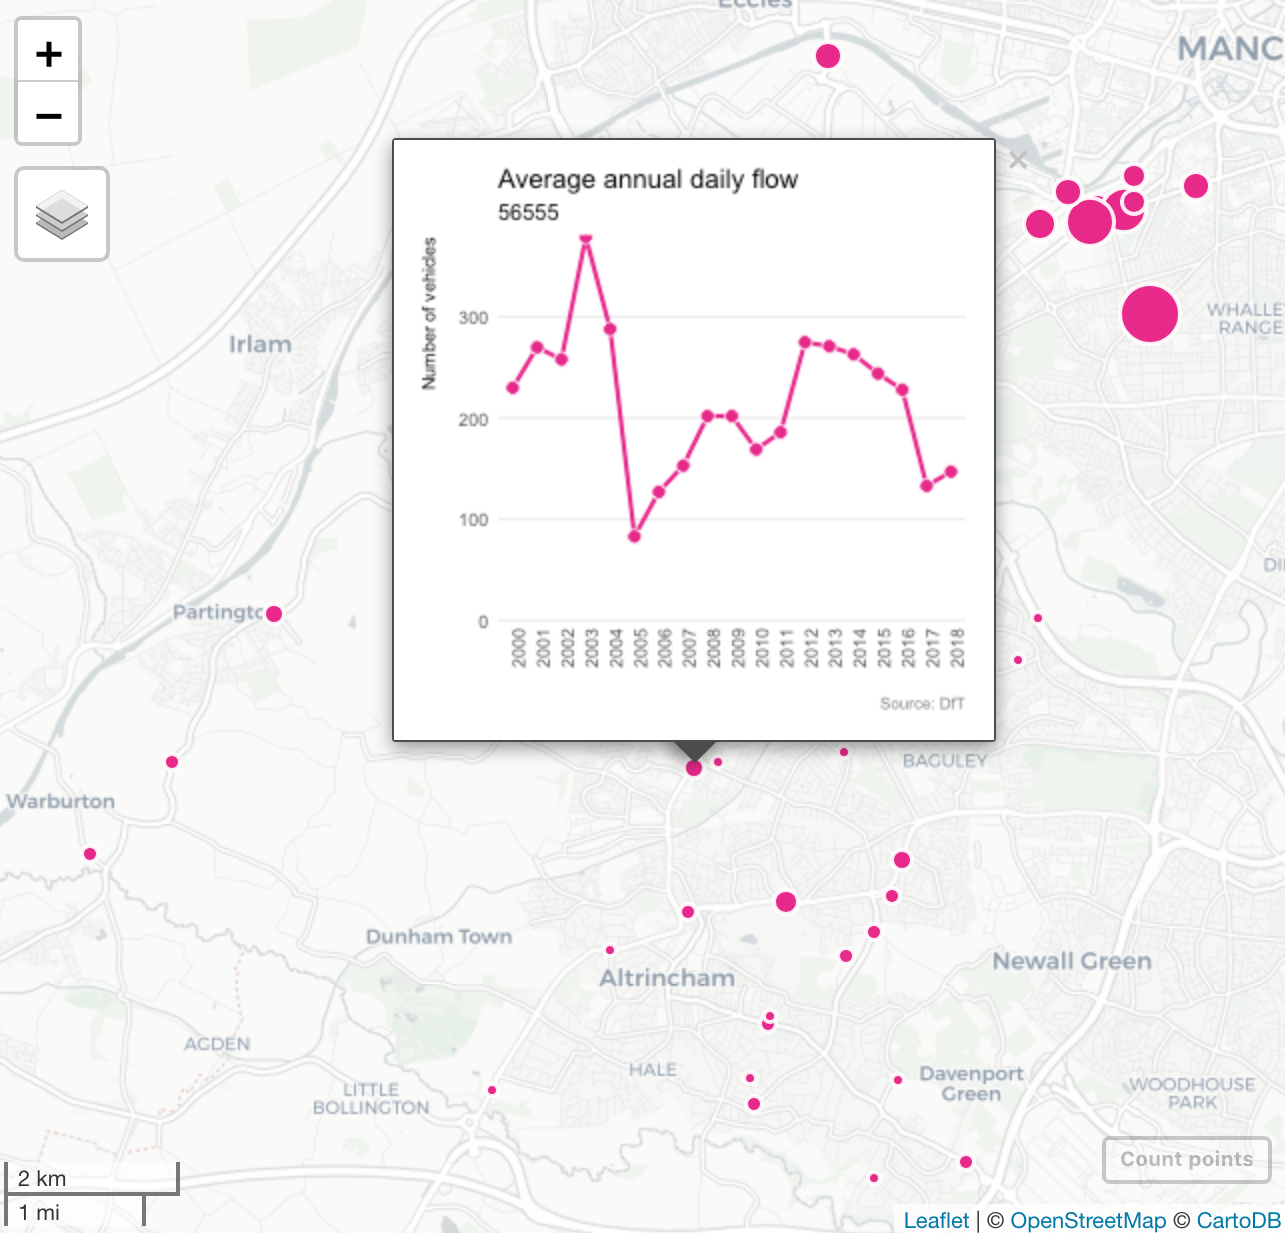 Eccles
MANC
+
−
×
Average annual daily flow
56555
Number of vehicles
300
200
100
0
2000
2001
2002
2003
2004
2005
2006
2007
2008
2009
2010
2011
2012
2013
2014
2015
2016
2017
2018
Source: DfT
WHALLE
RANGE
Irlam
DI
Partingto
BAGULEY
Warburton
Dunham Town
Altrincham
Newall Green
AGDEN
HALE
LITTLE
BOLLINGTON
Davenport
Green
WOODHOUSE
PARK
Count points
2 km
1 mi
Leaflet | © OpenStreetMap © CartoDB